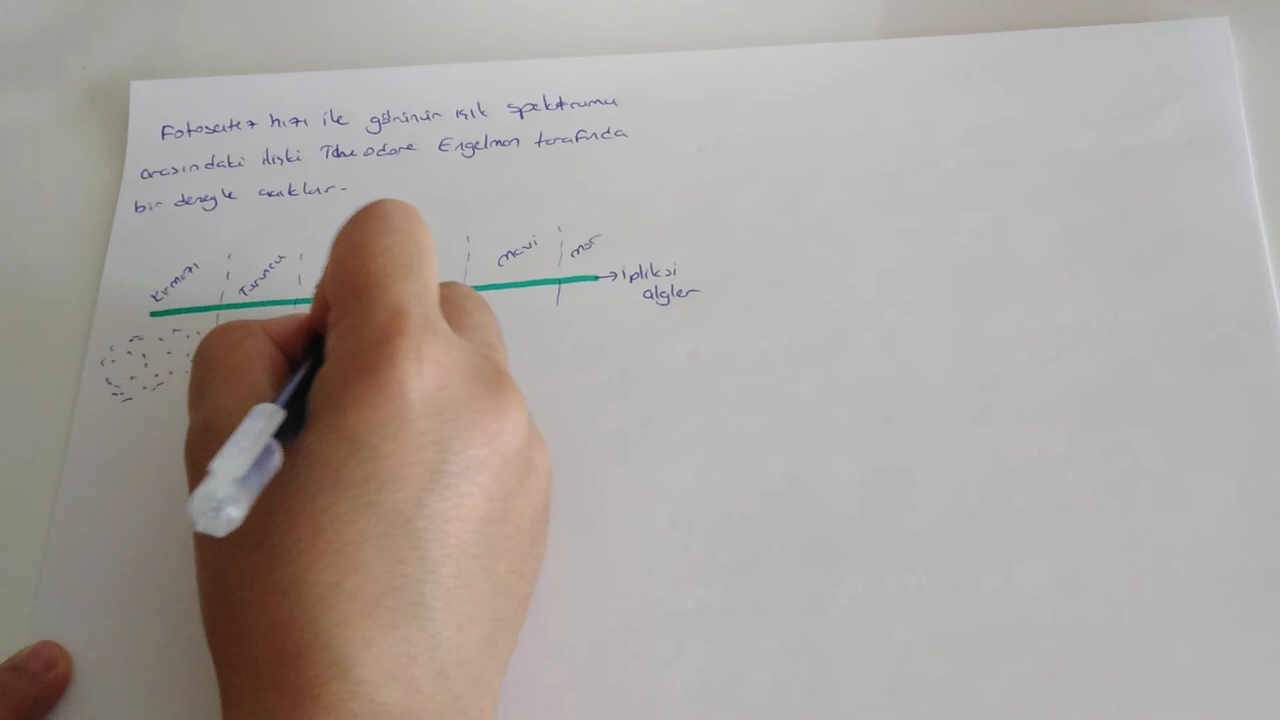 Fotosentez hızı ile görünür ışık spektrumu
arasındaki ilişki Theodore Engelman tarafında
bir deneyle açıklar.
kırmızı
Turuncu
mavi
mor
ipliksi
algler